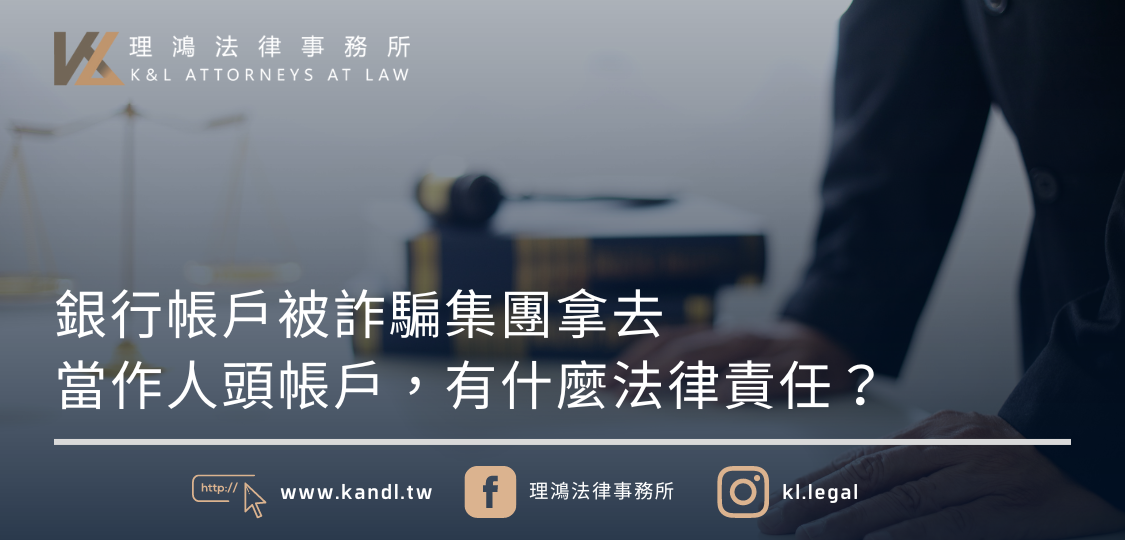 理鴻法律事務所
K&L ATTORNEYS AT LAW
銀行帳戶被詐騙集團拿去
當作人頭帳戶，有什麼法律責任？
http://
www.kandl.tw
理鴻法律事務所
kl.legal